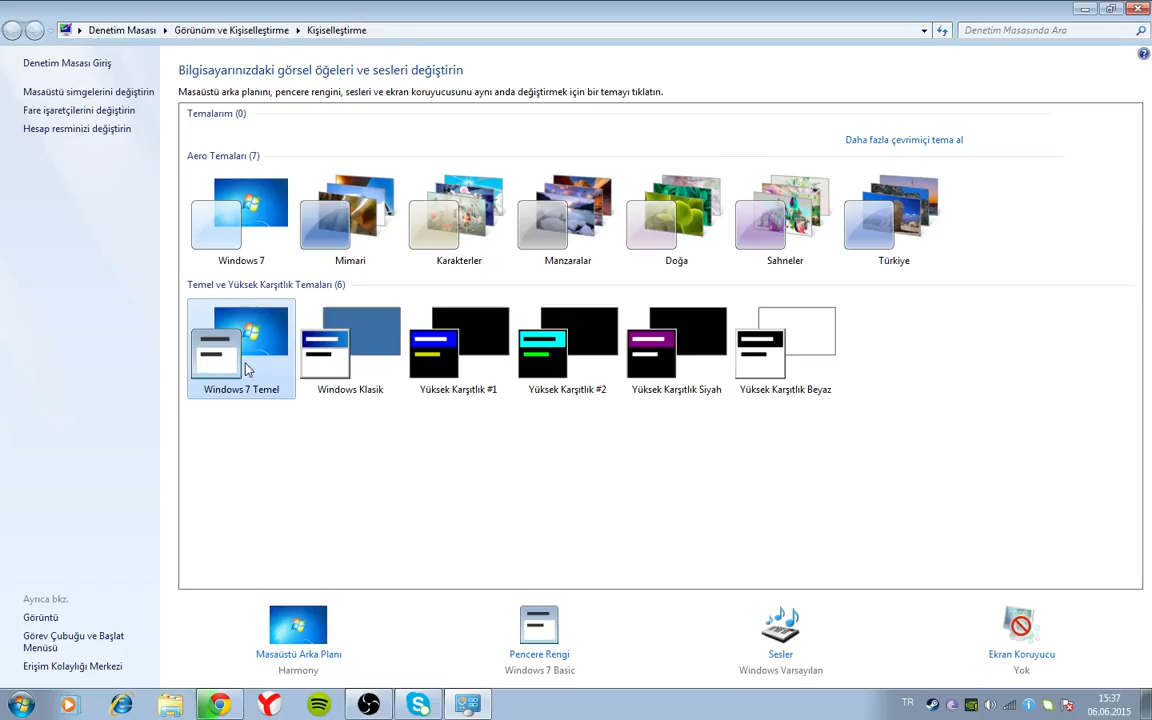 Denetim Masası
Görünüm ve Kişiselleştirme
Kişiselleştirme
Denetim Masasında Ara
Denetim Masası Giriş
Masaüstü simgelerini değiştirin
Fare işaretçilerini değiştirin
Hesap resminizi değiştirin
Bilgisayarınızdaki görsel öğeleri ve sesleri değiştirin
Masaüstü arka planını, pencere rengini, sesleri ve ekran koruyucusunu aynı anda değiştirmek için bir temayı tıklatın.
Temalarım (0)
Daha fazla çevrimiçi tema al
Aero Temaları (7)
Windows 7
Mimari
Karakterler
Manzaralar
Doğa
Sahneler
Türkiye
Temel ve Yüksek Karşıtlık Temaları (6)
Windows 7 Temel
Windows Klasik
Yüksek Karşıtlık #1
Yüksek Karşıtlık #2
Yüksek Karşıtlık Siyah
Yüksek Karşıtlık Beyaz
Ayrıca bkz.
Görüntü
Görev Çubuğu ve Başlat
Menüsü
Erişim Kolaylığı Merkezi
Masaüstü Arka Planı
Harmony
Pencere Rengi
Windows 7 Basic
Sesler
Windows Varsayılan
Ekran Koruyucu
Yok
TR
15:37
06.06.2015